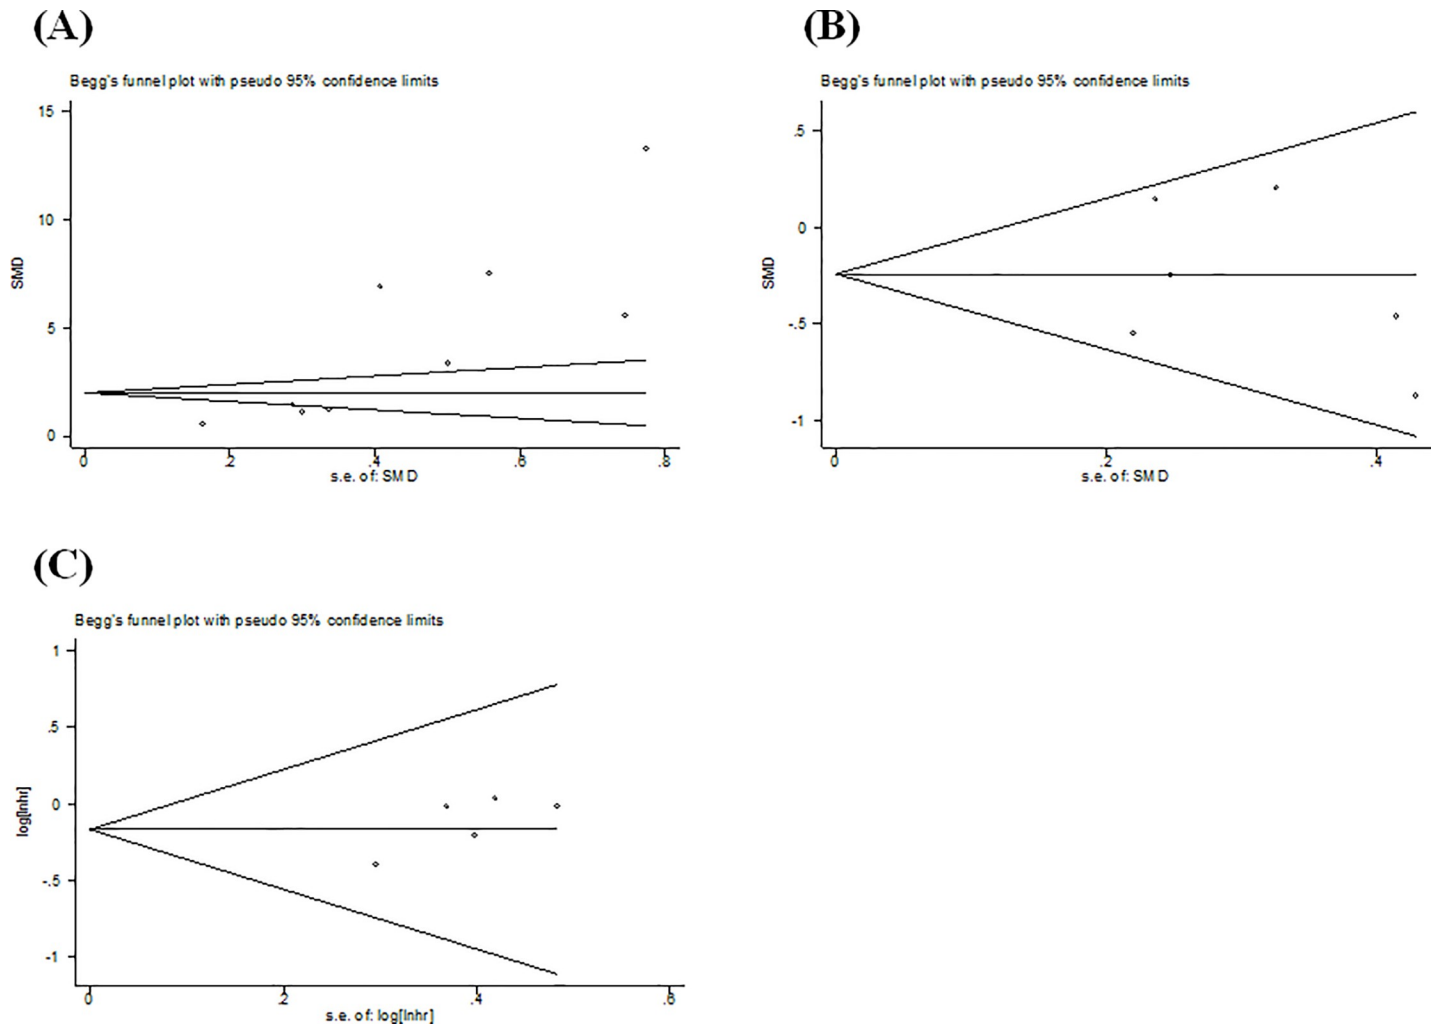 (A)
Begg's funnel plot with pseudo 95% confidence limits
15
10
5
0
SMD
0 .2 .4 .6 .8
s.e. of: SMD
(B)
Begg's funnel plot with pseudo 95% confidence limits
.5
0
-.5
-1
SMD
0 .2 .4
s.e. of: SMD
(C)
Begg's funnel plot with pseudo 95% confidence limits
1
.5
0
-.5
-1
log[lnhr]
0 .2 .4 .6
s.e. of: log[lnhr]